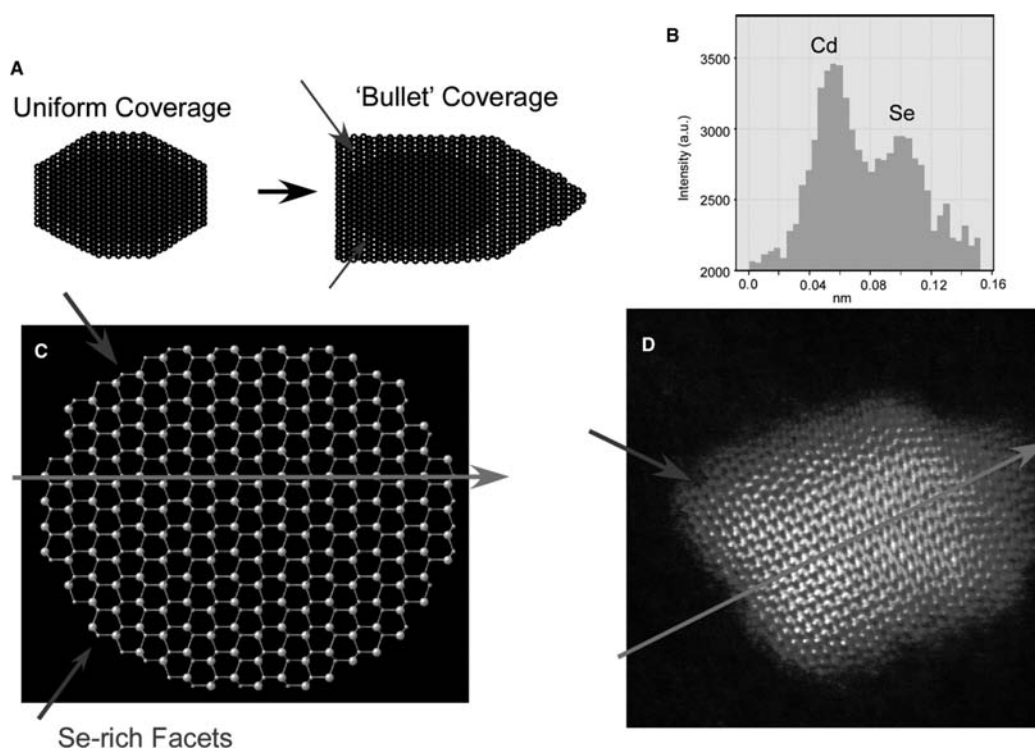 A
Uniform Coverage
'Bullet' Coverage
B
Cd
Se
Intensity (a.u.)
3500
3000
2500
2000
0.0 0.04 0.08 0.12 0.16
nm
C
Se-rich Facets
D